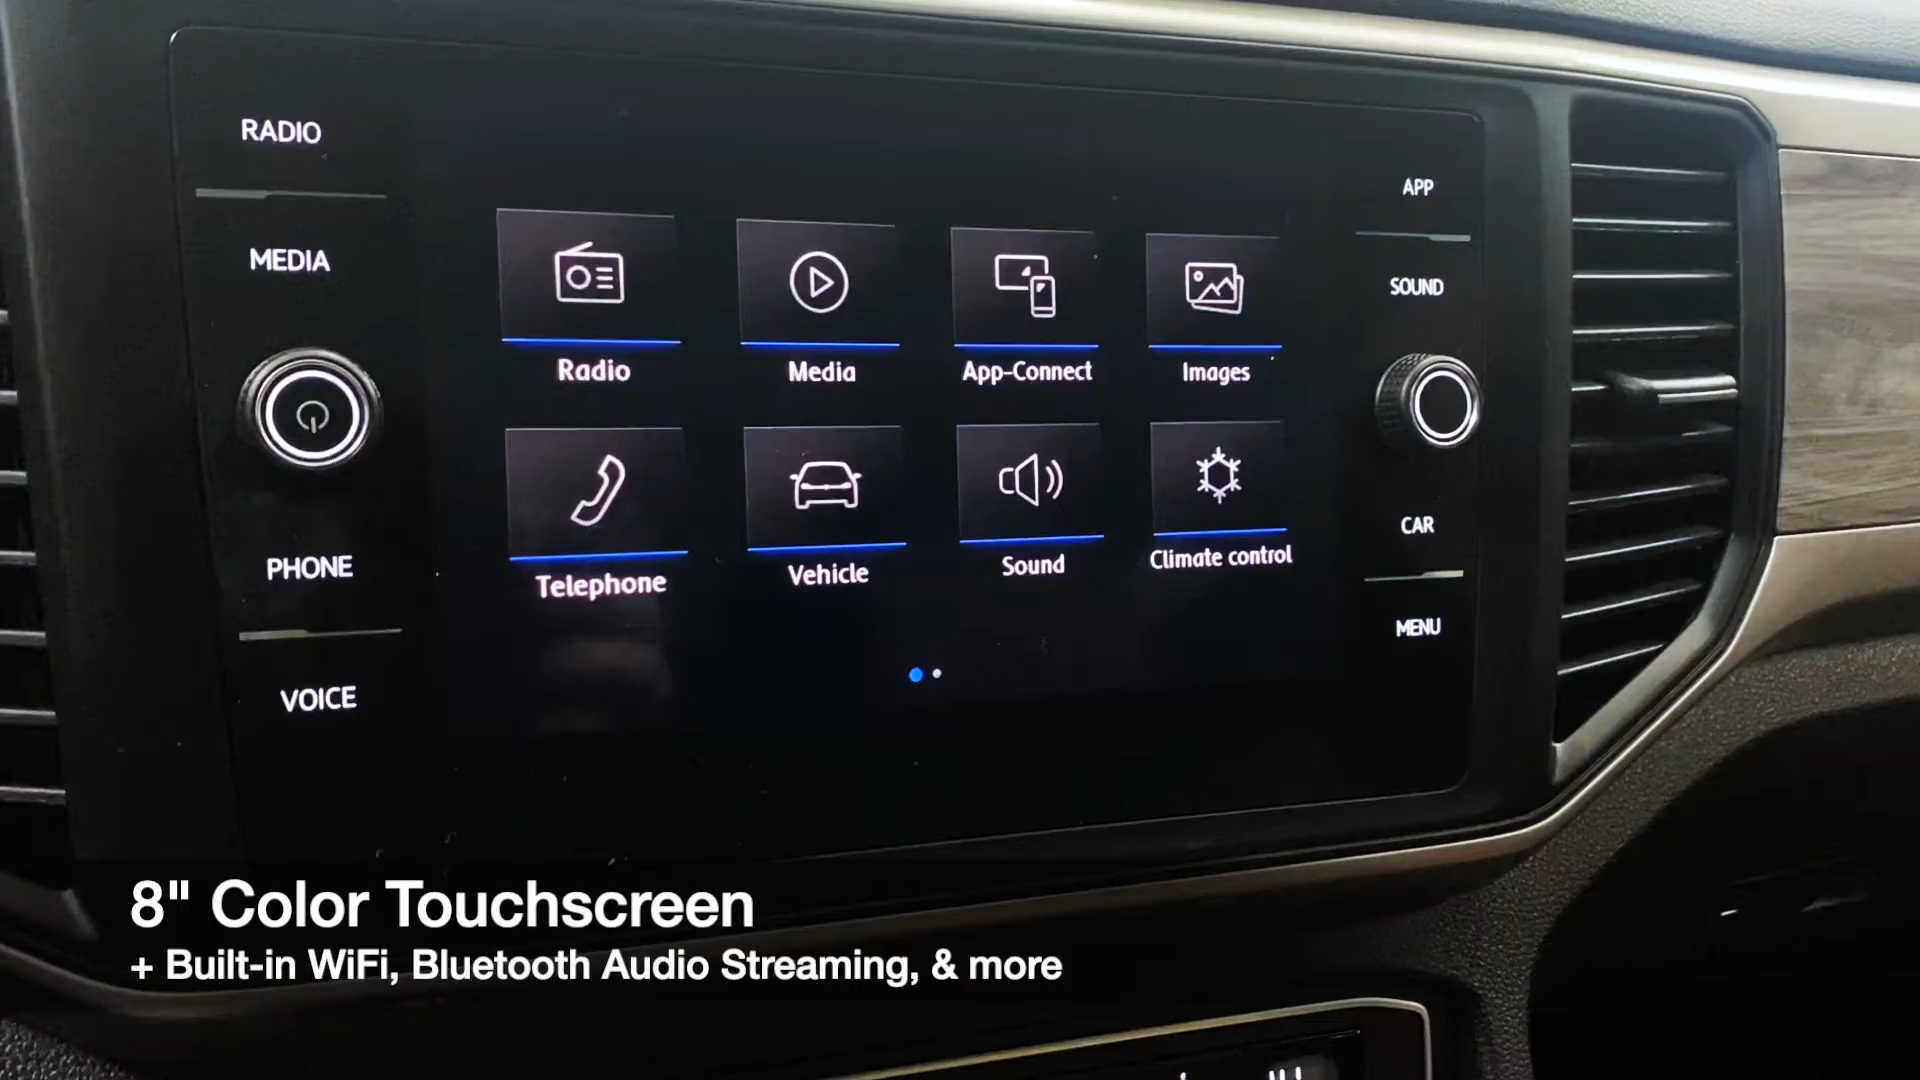 RADIO
MEDIA
PHONE
VOICE
Radio
Media
App-Connect
Images
Telephone
Vehicle
Sound
Climate control
APP
SOUND
CAR
MENU
8" Color Touchscreen
+ Built-in WiFi, Bluetooth Audio Streaming, & more